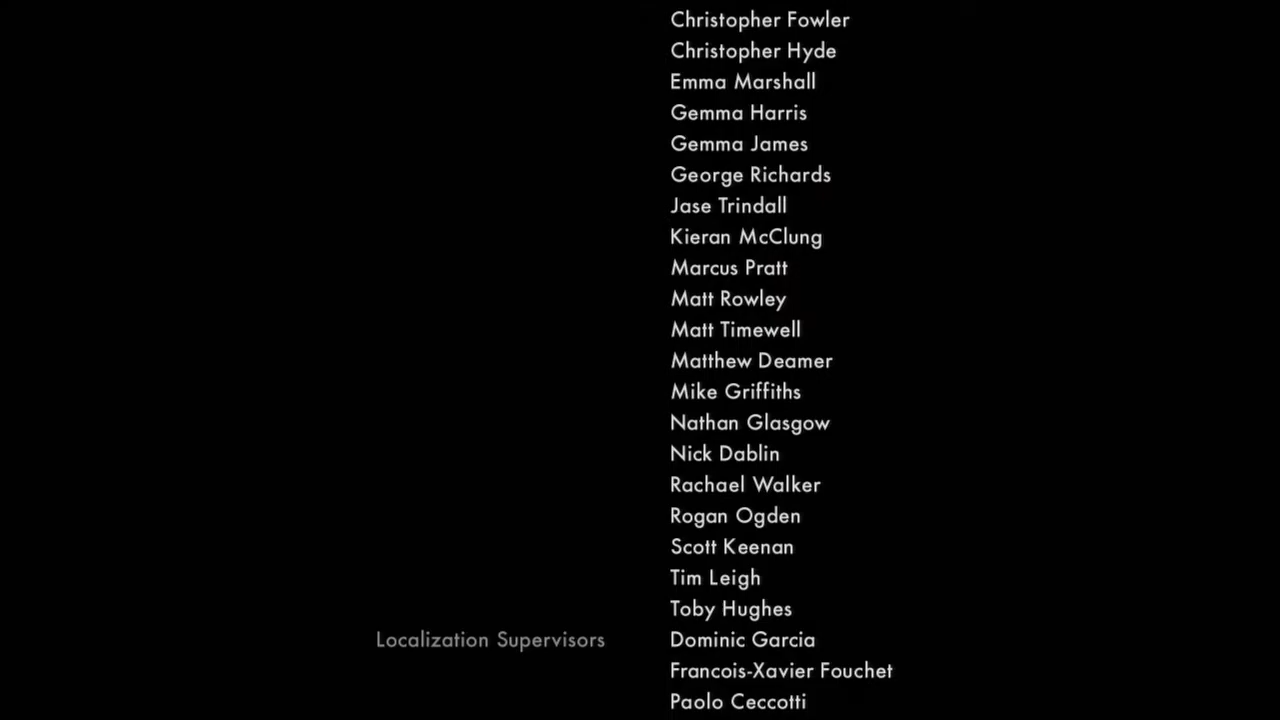 Christopher Fowler
Christopher Hyde
Emma Marshall
Gemma Harris
Gemma James
George Richards
Jase Trindall
Kieran McClung
Marcus Pratt
Matt Rowley
Matt Timewell
Matthew Deamer
Mike Griffiths
Nathan Glasgow
Nick Dablin
Rachael Walker
Rogan Ogden
Scott Keenan
Tim Leigh
Toby Hughes
Localization Supervisors Dominic Garcia
Francois-Xavier Fouchet
Paolo Ceccotti